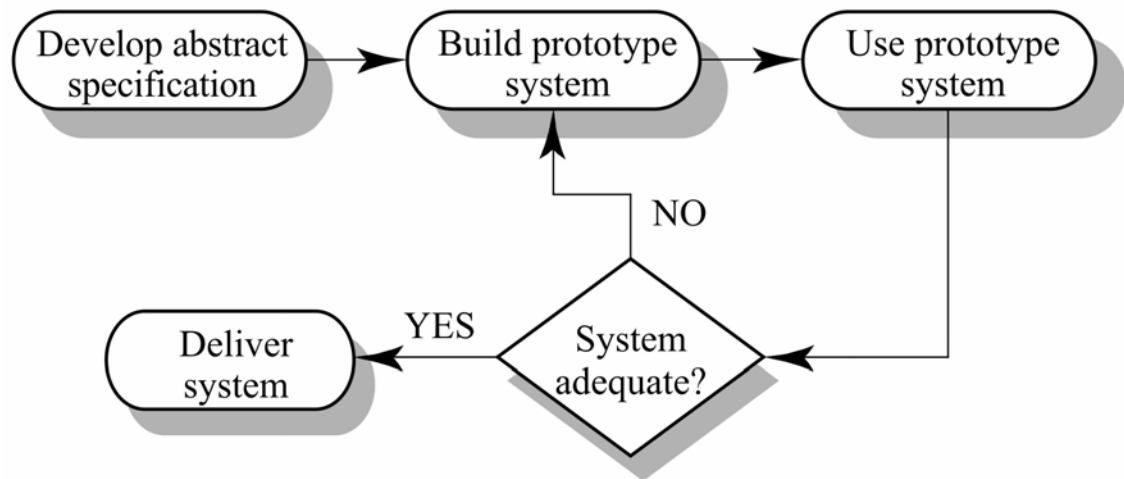 Develop abstract
specification
Build prototype
system
Use prototype
system
NO
YES
System
adequate?
Deliver
system